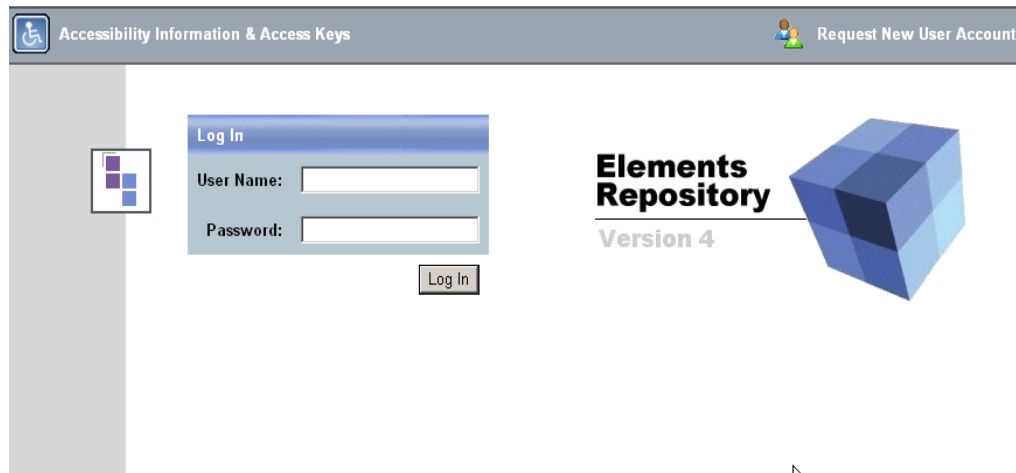 Accessibility Information & Access Keys
Request New User Account
Log In
User Name:
Password:
Log In
Elements
Repository
Version 4